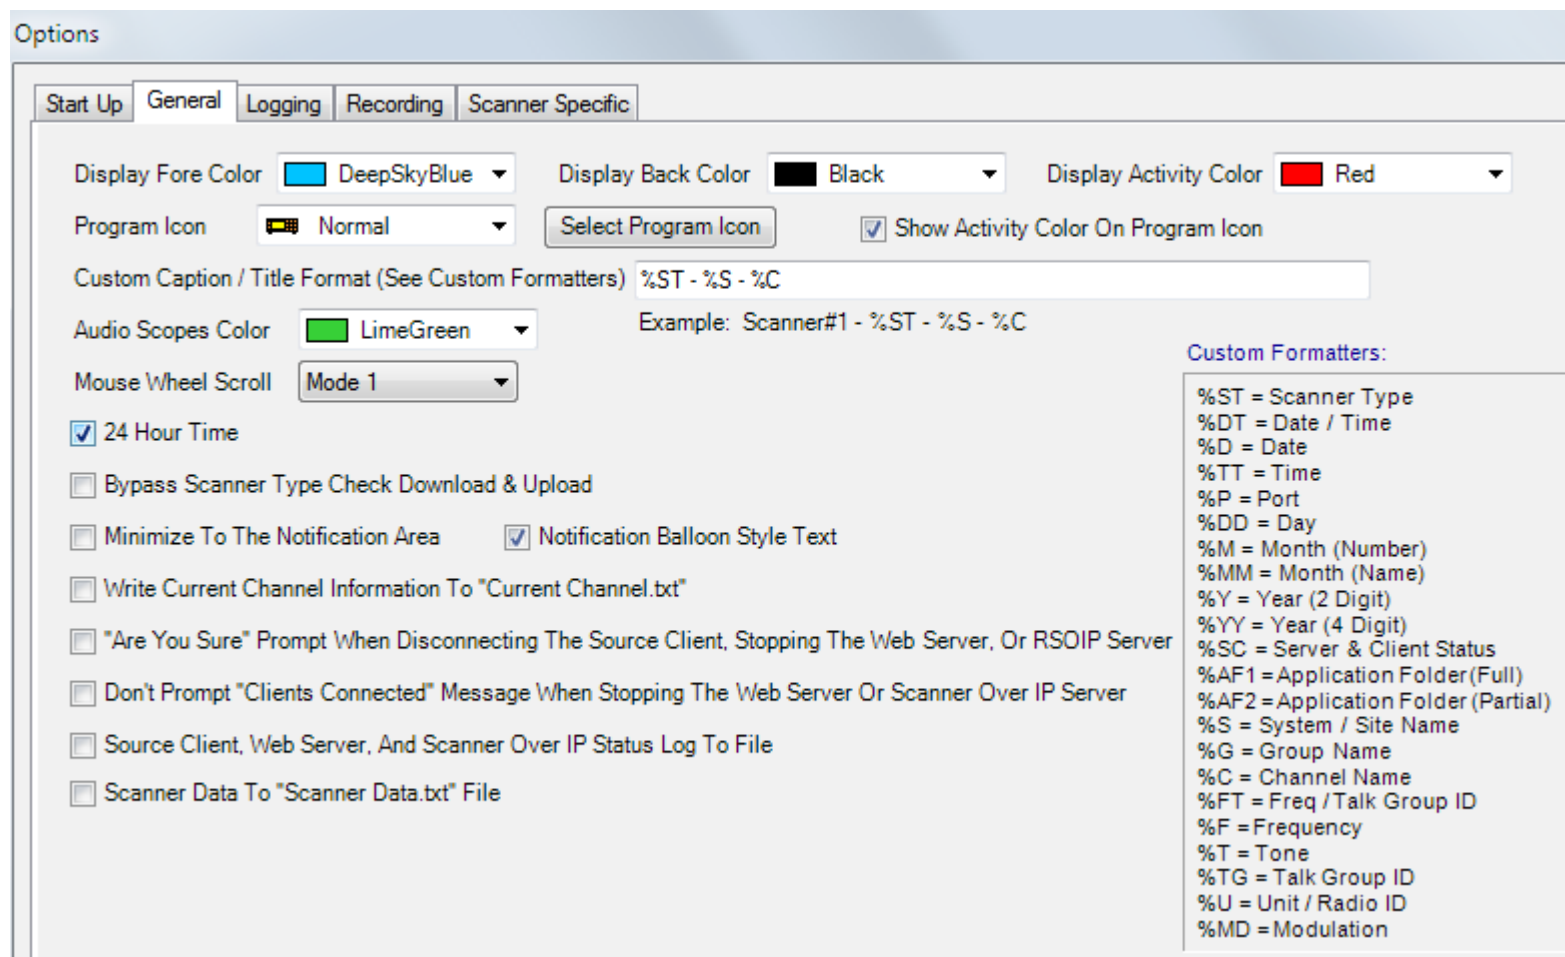 Options
Start Up General Logging Recording Scanner Specific
Display Fore Color DeepSkyBlue Display Back Color Black Display Activity Color Red
Program Icon Normal Select Program Icon Show Activity Color On Program Icon
Custom Caption / Title Format (See Custom Formatters) %ST - %S - %C
Audio Scopes Color LimeGreen Example: Scanner#1 - %ST - %S - %C
Mouse Wheel Scroll Mode 1
24 Hour Time
Bypass Scanner Type Check Download & Upload
Minimize To The Notification Area Notification Balloon Style Text
Write Current Channel Information To "Current Channel.txt"
"Are You Sure" Prompt When Disconnecting The Source Client, Stopping The Web Server, Or RSOIP Server
Don't Prompt "Clients Connected" Message When Stopping The Web Server Or Scanner Over IP Server
Source Client, Web Server, And Scanner Over IP Status Log To File
Scanner Data To "Scanner Data.txt" File
Custom Formatters:
%ST = Scanner Type
%DT = Date / Time
%D = Date
%TT = Time
%P = Port
%DD = Day
%M = Month (Number)
%MM = Month (Name)
%Y = Year (2 Digit)
%YY = Year (4 Digit)
%SC = Server & Client Status
%AF1 = Application Folder (Full)
%AF2 = Application Folder (Partial)
%S = System / Site Name
%G = Group Name
%C = Channel Name
%FT = Freq / Talk Group ID
%F = Frequency
%T = Tone
%TG = Talk Group ID
%U = Unit / Radio ID
%MD = Modulation